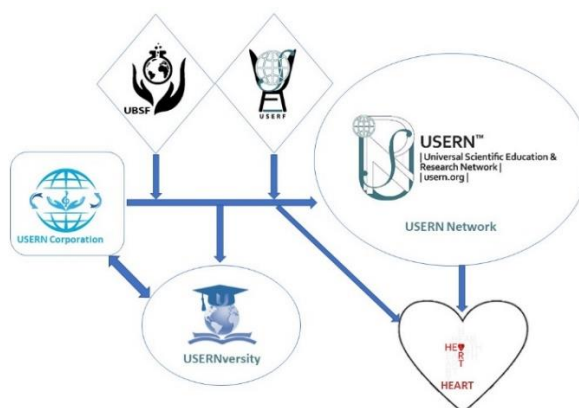 UBSF
USERF
USERN™
| Universal Scientific Education &
Research Network |
| usern.org |
USERN Network
USERN Corporation
USERNversity
HE RT
HEART